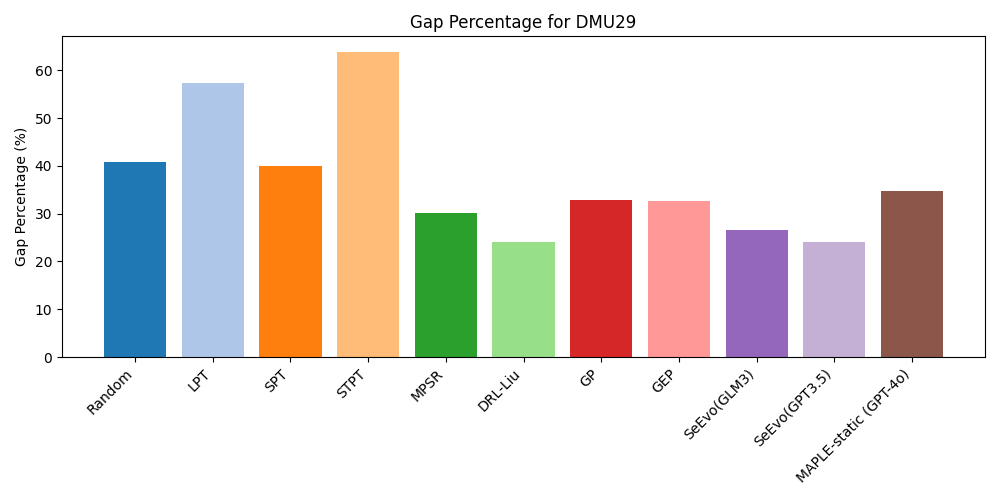 Gap Percentage for DMU29
Gap Percentage (%)
60
50
40
30
20
10
0
Random
LPT
SPT
STPT
MPSR
DRL-Liu
GP
GEP
SeEvo(GLM3)
SeEvo(GPT3.5)
MAPLE-static (GPT-4o)